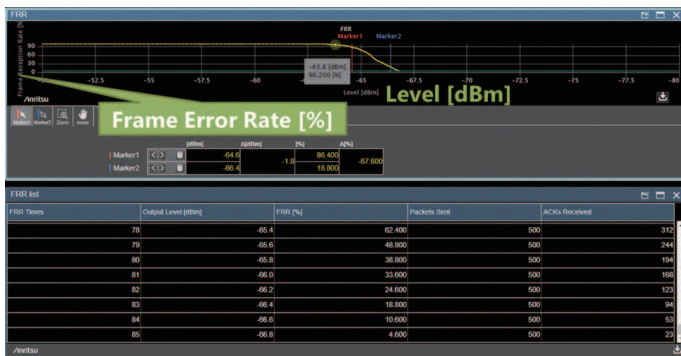 FRR
FRR
Marker1 Marker2
Frame Reception Rate [%]
90
60
30
0
-52.5 -55 -57.5 -60 -65 -67.5 -70 -72.5 -75 -77.5 -80
-63.8 [dBm]
96.200 [%]
Level [dBm]
Level [dBm]
Anritsu
Marker1 Marker2 Zoom move
Frame Error Rate [%]
[dBm] Δ[dBm] [%] Δ[%]
Marker1 -64.6 -1.8 86.400 -67.600
Marker2 -66.4 18.800
FRR list
FRR Times Output Level [dBm] FRR [%] Packets Sent ACKs Received
78 -65.4 62.400 500 312
79 -65.6 48.800 500 244
80 -65.8 38.800 500 194
81 -66.0 33.600 500 168
82 -66.2 24.600 500 123
83 -66.4 18.800 500 94
84 -66.6 10.600 500 53
85 -66.8 4.600 500 23
Anritsu